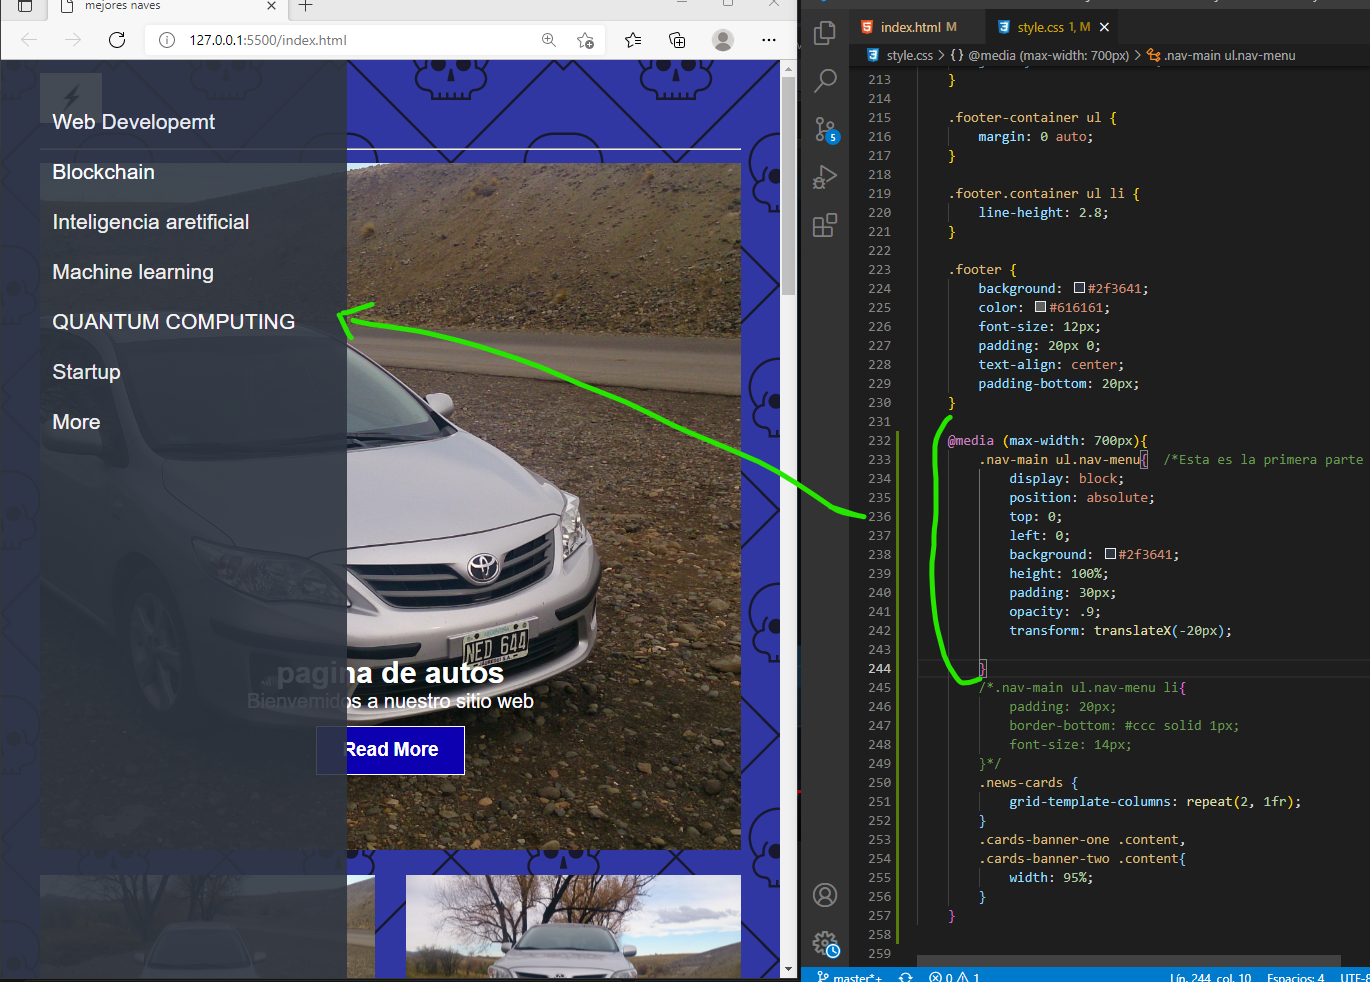 mejores naves
127.0.0.1:5500/index.html
Web Developemt
Blockchain
Inteligencia aretificial
Machine learning
QUANTUM COMPUTING
Startup
More
NED 644
pagina de autos
Bienvemidos a nuestro sitio web
Read More
index.html M
style.css 1, M
style.css > {} @media (max-width: 700px) > .nav-main ul.nav-menu
5
213 }
214
215 .footer-container ul {
216 margin: 0 auto;
217 }
218
219 .footer.container ul li {
220 line-height: 2.8;
221 }
222
223 .footer {
224 background: #2f3641;
225 color: #616161;
226 font-size: 12px;
227 padding: 20px 0;
228 text-align: center;
229 padding-bottom: 20px;
230 }
231
232 @media (max-width: 700px){
233 .nav-main ul.nav-menu{ /*Esta es la primera parte
234 display: block;
235 position: absolute;
236 top: 0;
237 left: 0;
238 background: #2f3641;
239 height: 100%;
240 padding: 30px;
241 opacity: .9;
242 transform: translateX(-20px);
243
244 }
245 /*.nav-main ul.nav-menu li{
246 padding: 20px;
247 border-bottom: #ccc solid 1px;
248 font-size: 14px;
249 }*/
250 .news-cards {
251 grid-template-columns: repeat(2, 1fr);
252 }
253 .cards-banner-one .content,
254 .cards-banner-two .content{
255 width: 95%;
256 }
257 }
258
259
master*+ 0 1 Lín. 244, col. 10 Espacios: 4 UTF-8